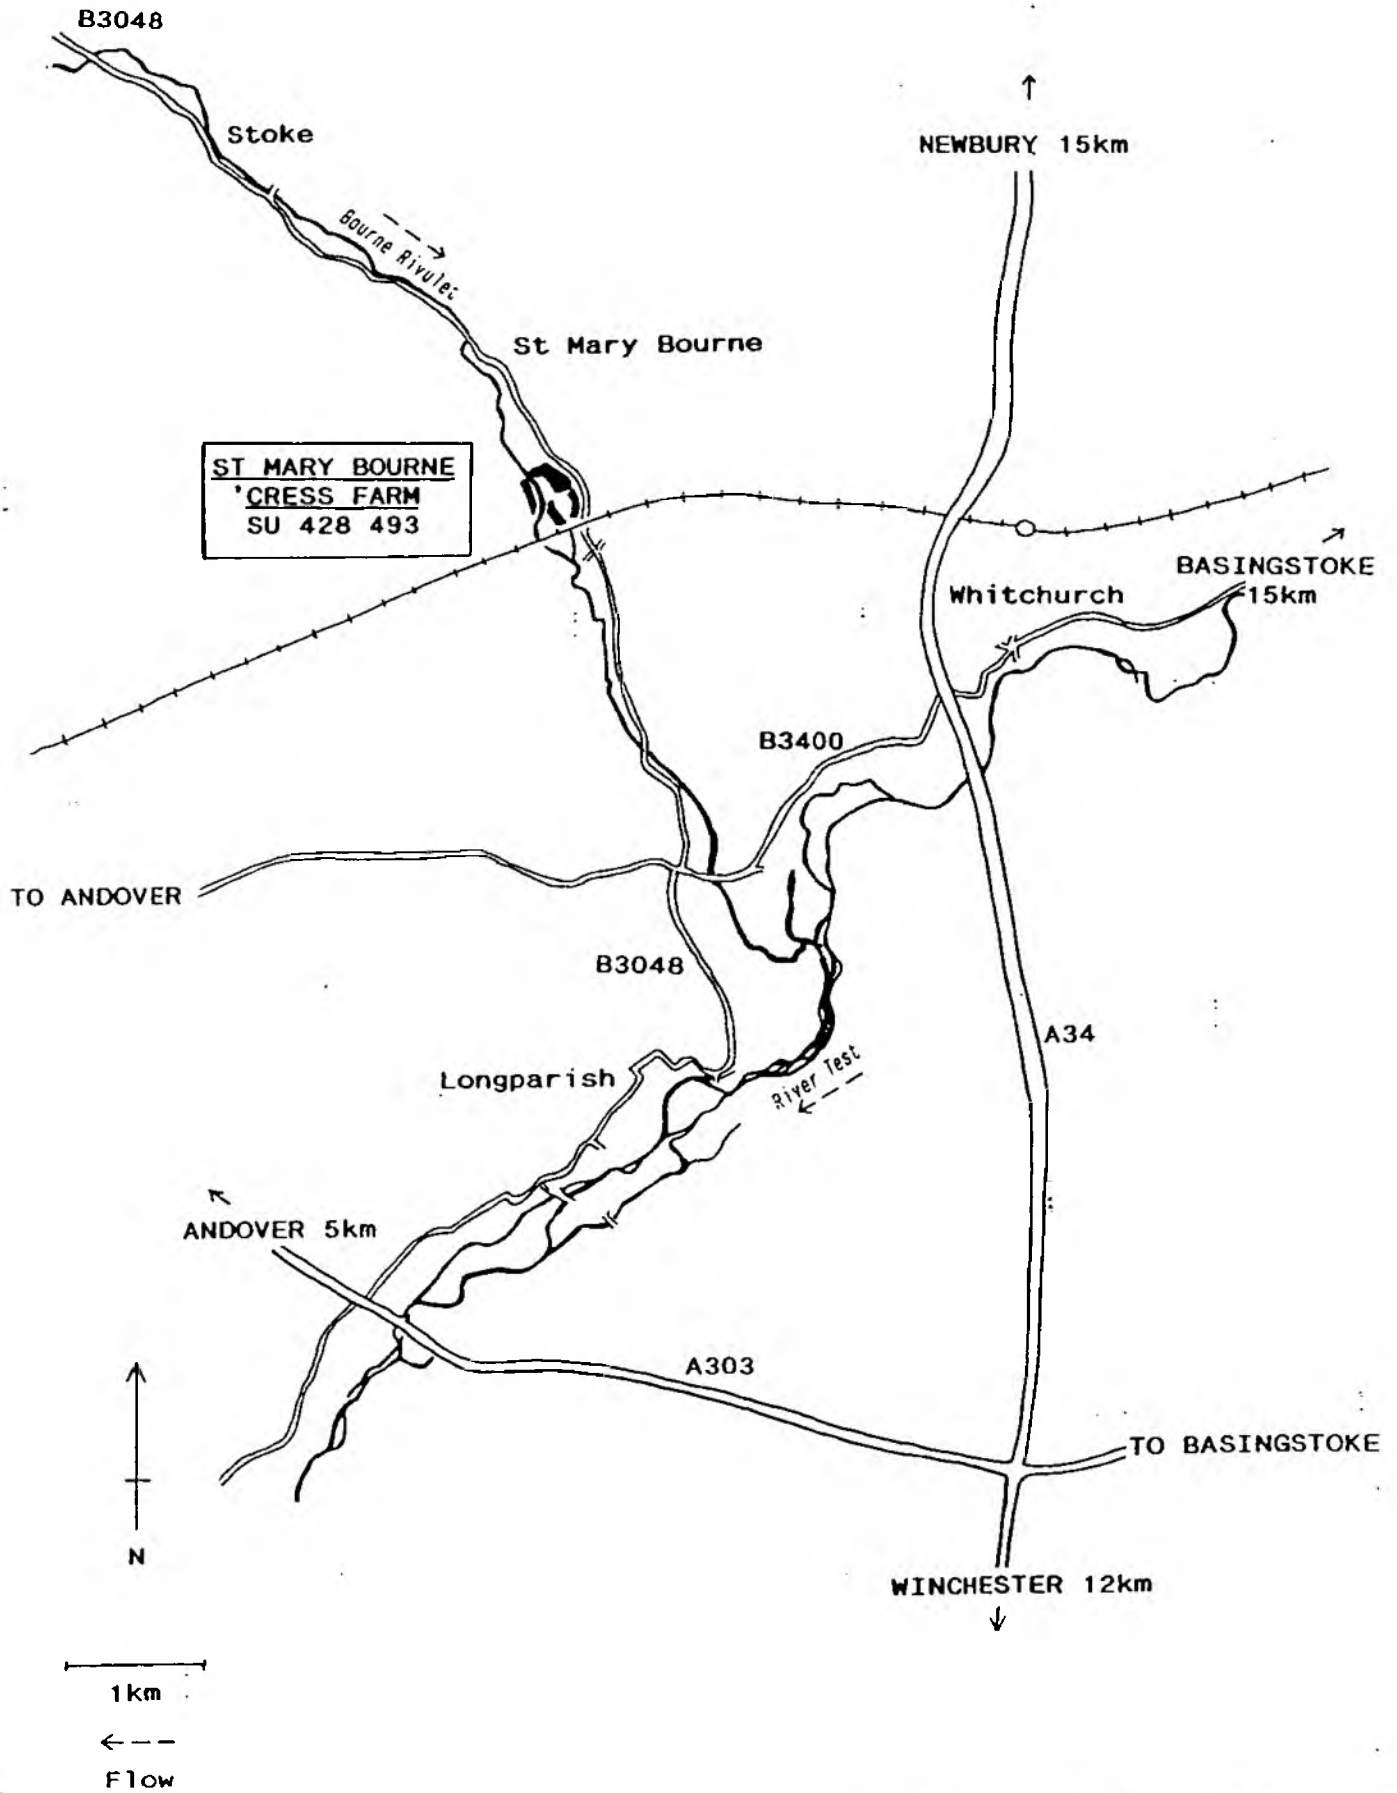 B3048
Stoke
NEWBURY 15km
Bourne Rivulet
St Mary Bourne
ST MARY BOURNE
'CRESS FARM
SU 428 493
BASINGSTOKE
15km
Whitchurch
B3400
TO ANDOVER
B3048
A34
Longparish
River Test
ANDOVER 5km
A303
TO BASINGSTOKE
N
WINCHESTER 12km
1km
Flow